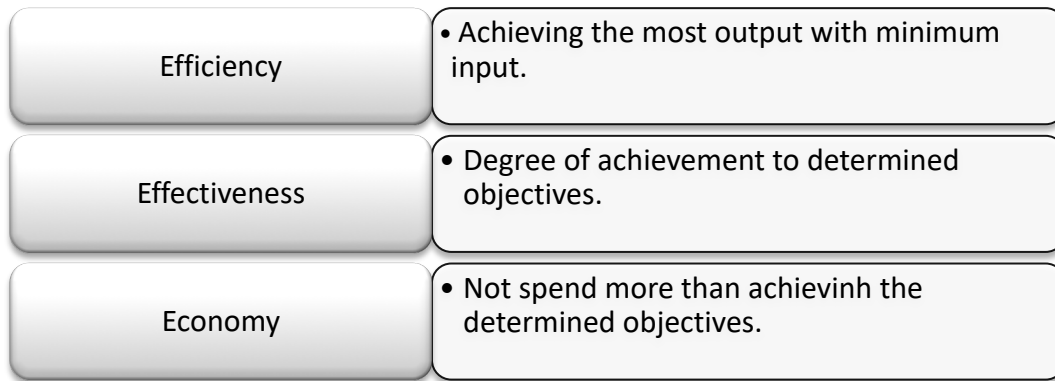 Efficiency
• Achieving the most output with minimum
input.
Effectiveness
• Degree of achievement to determined
objectives.
Economy
• Not spend more than achievinh the
determined objectives.